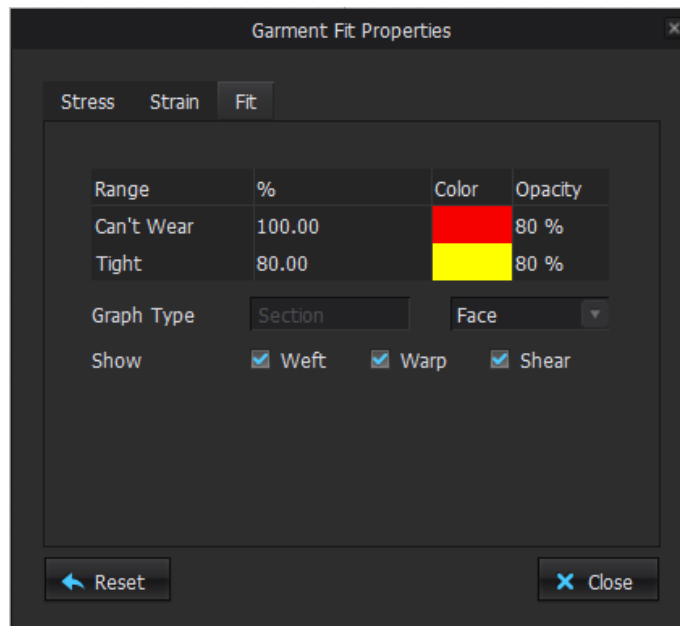 Garment Fit Properties
Stress Strain Fit
Range % Color Opacity
Can't Wear 100.00 80 %
Tight 80.00 80 %
Graph Type Section Face
Show Weft Warp Shear
Reset Close